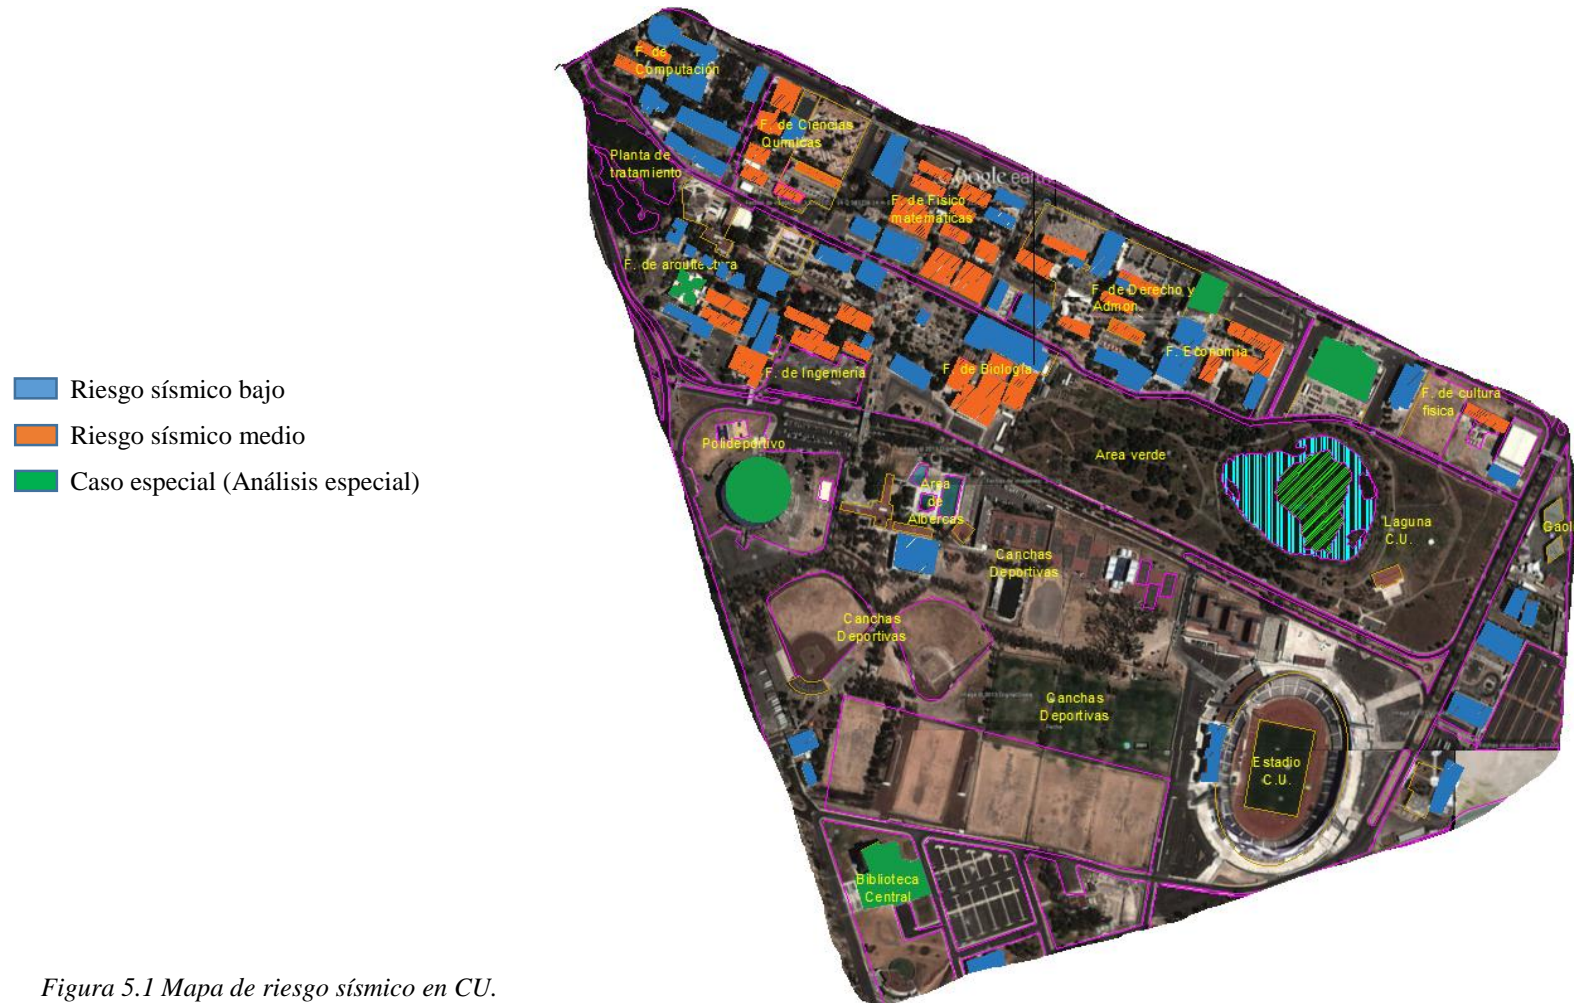 F. de
Computación
F. de Ciencias
Químicas
Planta de
tratamiento
Google ear
F. de Físico
matemáticas
F. de arquitectura
F. de Derecho y
Admon.
F. Economía
F. de Ingeniería
F. de Biología
F. de cultura
física
Riesgo sísmico bajo
Riesgo sísmico medio
Caso especial (Análisis especial)
Polideportivo
Area verde
Area
de
Albercas
Laguna
C.U.
Gaol
Canchas
Deportivas
Canchas
Deportivas
Canchas
Deportivas
Estadio
C.U.
Biblioteca
Central
Figura 5.1 Mapa de riesgo sísmico en CU.